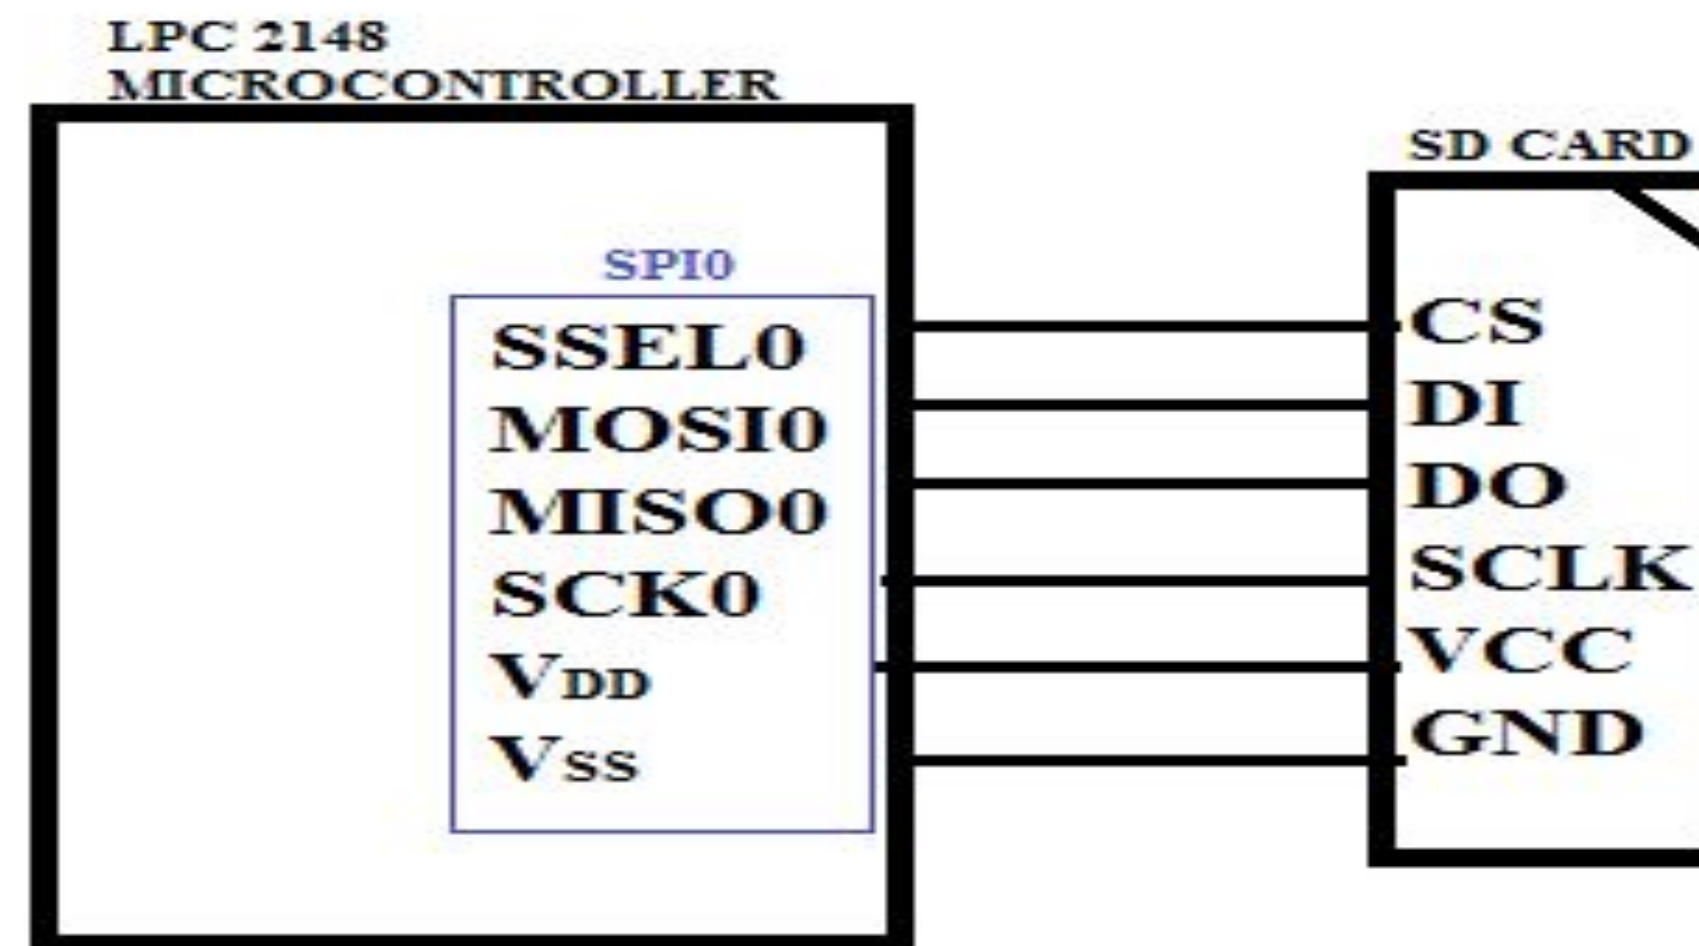 LPC 2148
MICROCONTROLLER
SD CARD
SPI0
SSEL0
MOSI0
MISO0
SCK0
VDD
VSS
CS
DI
DO
SCLK
VCC
GND